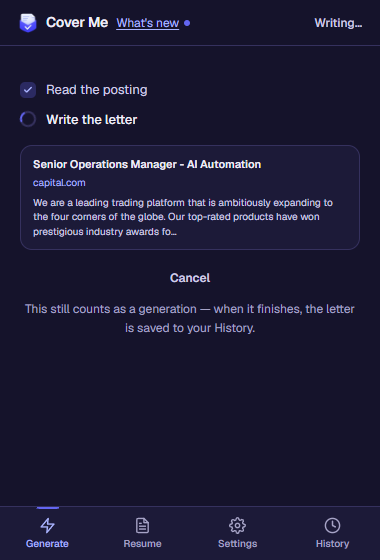 Cover Me What's new Writing...
Read the posting
Write the letter
Senior Operations Manager - AI Automation
capital.com
We are a leading trading platform that is ambitiously expanding to
the four corners of the globe. Our top-rated products have won
prestigious industry awards fo...
Cancel
This still counts as a generation — when it finishes, the letter
is saved to your History.
Generate Resume Settings History